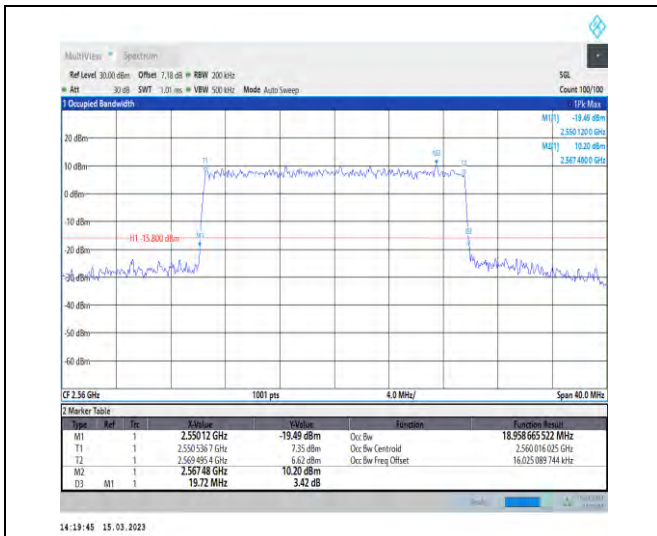 MultiView Spectrum
Ref Level 30.00 dBm Offset 7.18 dB RBW 200 kHz SGL
Att 30 dB SWT 1.01 ms VBW 500 kHz Mode Auto Sweep Count 100/100
1 Occupied Bandwidth 1Pk Max
M1[1] -19.49 dBm
2.550 120 0 GHz
M2[1] 10.20 dBm
2.567 480 0 GHz
20 dBm
M2
T1 T2
10 dBm
0 dBm
-10 dBm
H1 -15.800 dBm
M1 D3
-20 dBm
-30 dBm
-40 dBm
-50 dBm
-60 dBm
CF 2.56 GHz 1001 pts 4.0 MHz/ Span 40.0 MHz
2 Marker Table
Type Ref Trc X-Value Y-Value Function Function Result
M1 1 2.55012 GHz -19.49 dBm Occ Bw 18.958 665 522 MHz
T1 1 2.550 536 7 GHz 7.35 dBm Occ Bw Centroid 2.560 016 025 GHz
T2 1 2.569 495 4 GHz 6.62 dBm Occ Bw Freq Offset 16.025 089 744 kHz
M2 1 2.567 48 GHz 10.20 dBm
D3 M1 1 19.72 MHz 3.42 dB
14:19:45 15.03.2023